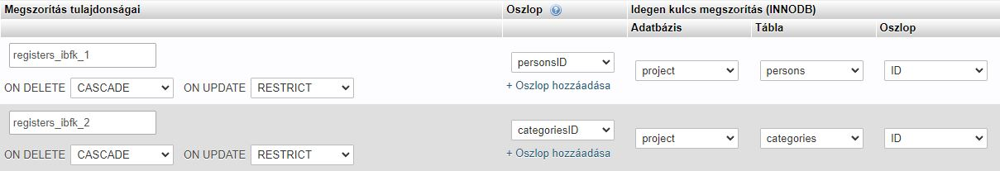 Megszorítás tulajdonságai Oszlop Idegen kulcs megszorítás (INNODB)
Adatbázis Tábla Oszlop
registers_ibfk_1
personsID project persons ID
ON DELETE CASCADE ON UPDATE RESTRICT + Oszlop hozzáadása
registers_ibfk_2
categoriesID project categories ID
ON DELETE CASCADE ON UPDATE RESTRICT + Oszlop hozzáadása